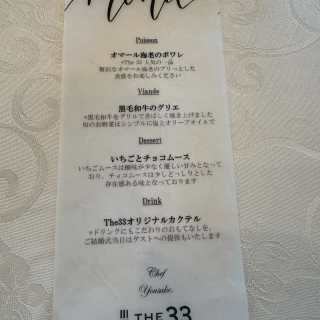 Menu
Poisson
オマール海老のポワレ
*The 33 人気の一品
贅沢なオマール海老のプリっとした
食感をお楽しみください
Viande
黒毛和牛のグリエ
*黒毛和牛をグリルで香ばしく焼き上げました
旬のお野菜はシンプルに塩とオリーブオイルで
Dessert
いちごとチョコムース
いちごムースは酸味が少なく優しい甘みとなって
おり、チョコムースは少しどっしりとした
存在感ある味となっております
Drink
The33オリジナルカクテル
*ドリンクにもこだわりのおもてなしを。
ご結婚式当日はゲストへの提供もいたします
Chef
Yousuke.
THE 33